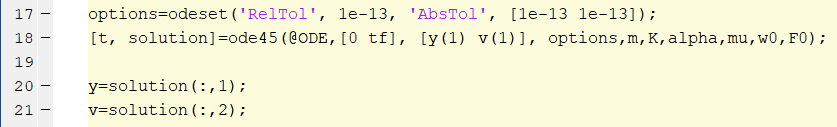 17 – options=odeset('RelTol', 1e-13, 'AbsTol', [1e-13 1e-13]);
18 – [t, solution]=ode45(@ODE,[0 tf], [y(1) v(1)], options,m,K,alpha,mu,w0,F0);
19
20 – y=solution(:,1);
21 – v=solution(:,2);